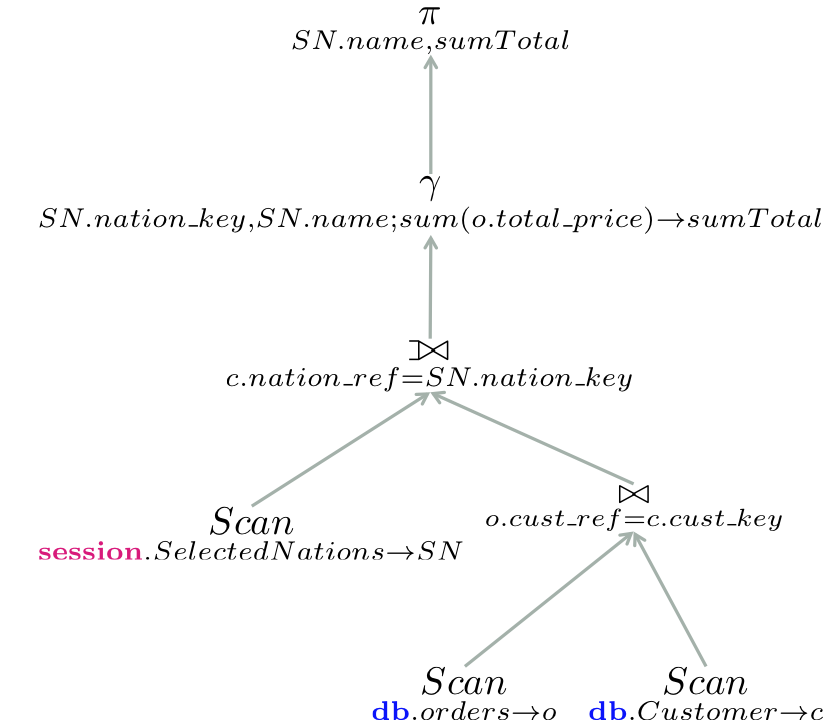 π
SN.name,sumTotal
γ
SN.nation_key,SN.name;sum(o.total_price)→sumTotal
⟕
c.nation_ref=SN.nation_key
Scan
session.SelectedNations→SN
⋈
o.cust_ref=c.cust_key
Scan
db.orders→o
Scan
db.Customer→c